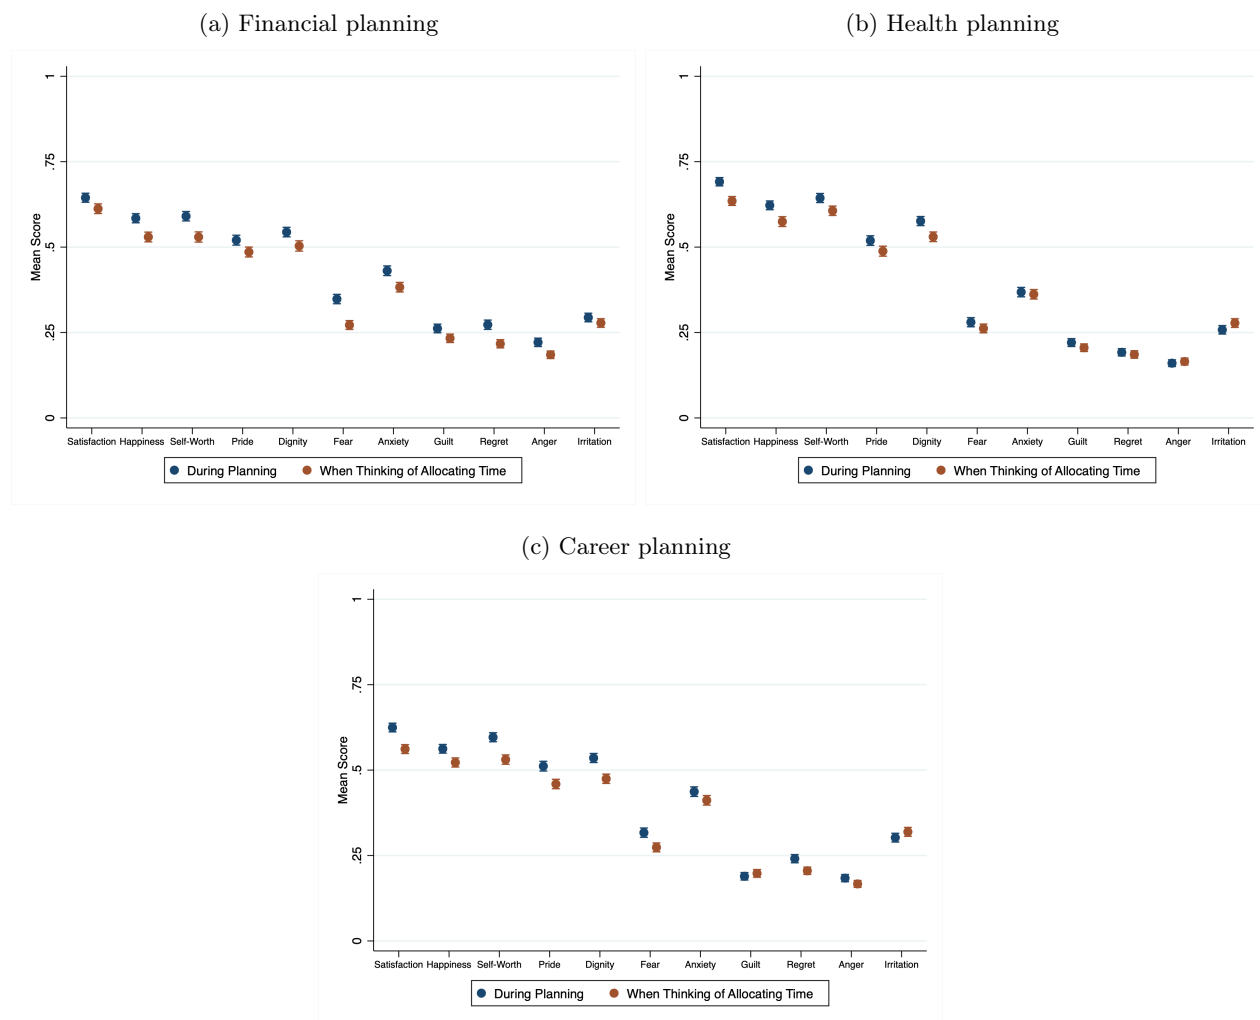 (a) Financial planning
Mean Score
1
.75
.5
.25
0
Satisfaction Happiness Self-Worth Pride Dignity Fear Anxiety Guilt Regret Anger Irritation
During Planning When Thinking of Allocating Time
(b) Health planning
Mean Score
1
.75
.5
.25
0
Satisfaction Happiness Self-Worth Pride Dignity Fear Anxiety Guilt Regret Anger Irritation
During Planning When Thinking of Allocating Time
(c) Career planning
Mean Score
1
.75
.5
.25
0
Satisfaction Happiness Self-Worth Pride Dignity Fear Anxiety Guilt Regret Anger Irritation
During Planning When Thinking of Allocating Time